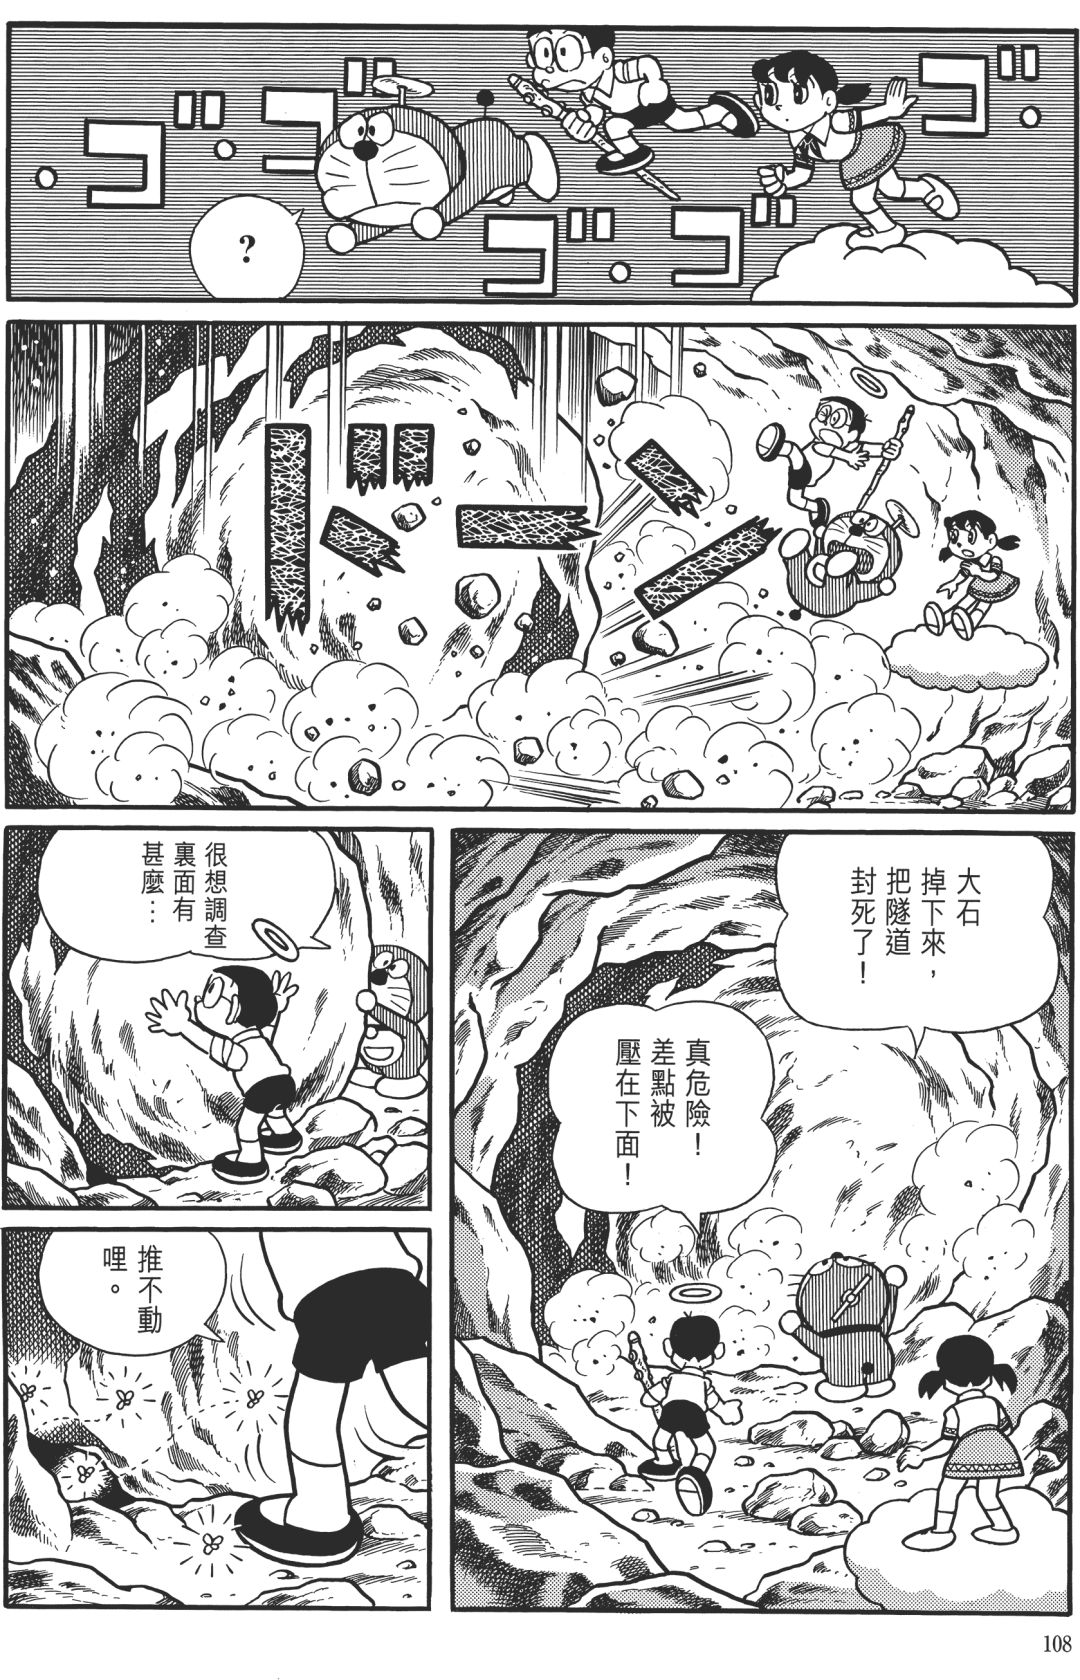 ゴ゙.ゴ゙.ゴ゙.ゴ゙.ゴ゙.
?
ドドーン
大石
掉下來，
把隧道
封死了！
真危險！
差點被
壓在下面！
很想調查
裏面有
甚麼…
推不動
哩。
108